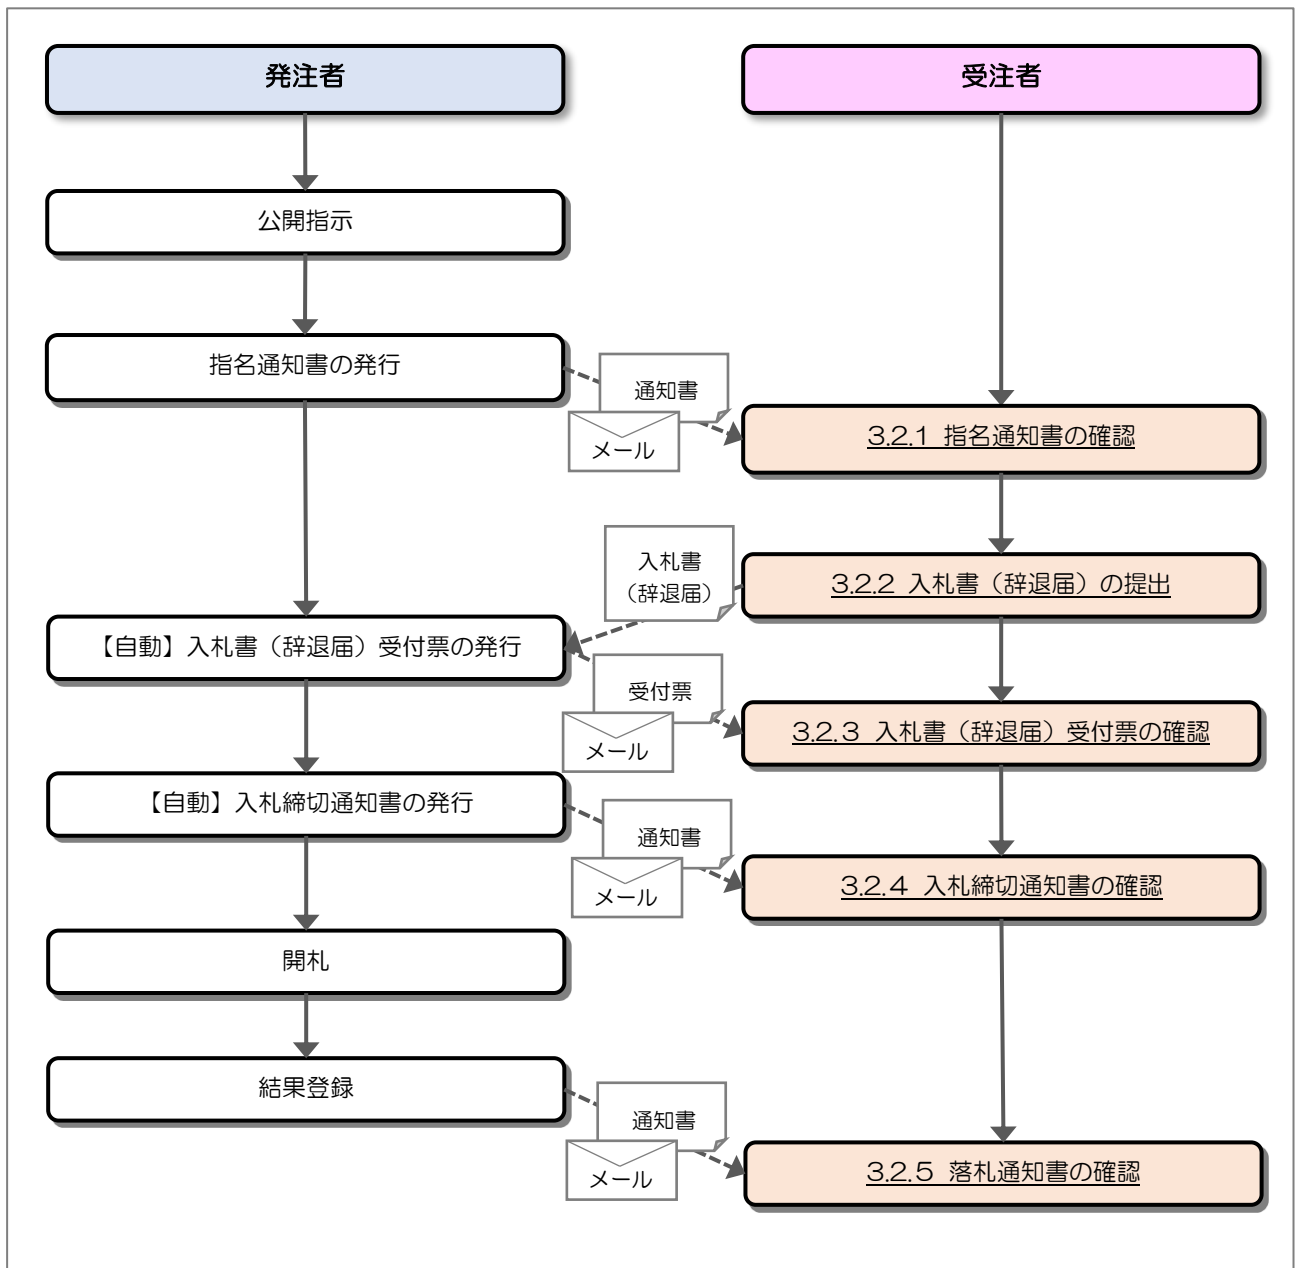 発注者
受注者
公開指示
指名通知書の発行
通知書
メール
3.2.1 指名通知書の確認
入札書
（辞退届）
3.2.2 入札書（辞退届）の提出
【自動】入札書（辞退届）受付票の発行
受付票
メール
3.2.3 入札書（辞退届）受付票の確認
【自動】入札締切通知書の発行
通知書
メール
3.2.4 入札締切通知書の確認
開札
結果登録
通知書
メール
3.2.5 落札通知書の確認